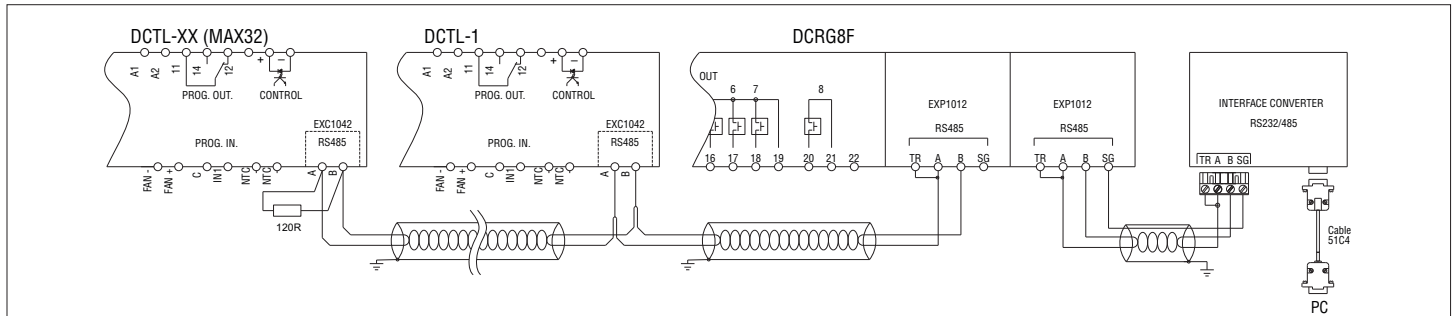 DCTL-XX (MAX32)
A1 A2 11 14 12 + –
PROG. OUT. CONTROL
EXC1042
PROG. IN. RS485
FAN - FAN + C IN1 NTC NTC A B
120R
DCTL-1
A1 A2 11 14 12 + –
PROG. OUT. CONTROL
EXC1042
PROG. IN. RS485
FAN - FAN + C IN1 NTC NTC A B
DCRG8F
OUT
6 7 8
16 17 18 19 20 21 22
EXP1012
RS485
TR A B SG
EXP1012
RS485
TR A B SG
INTERFACE CONVERTER
RS232/485
TR A B SG
Cable
51C4
PC